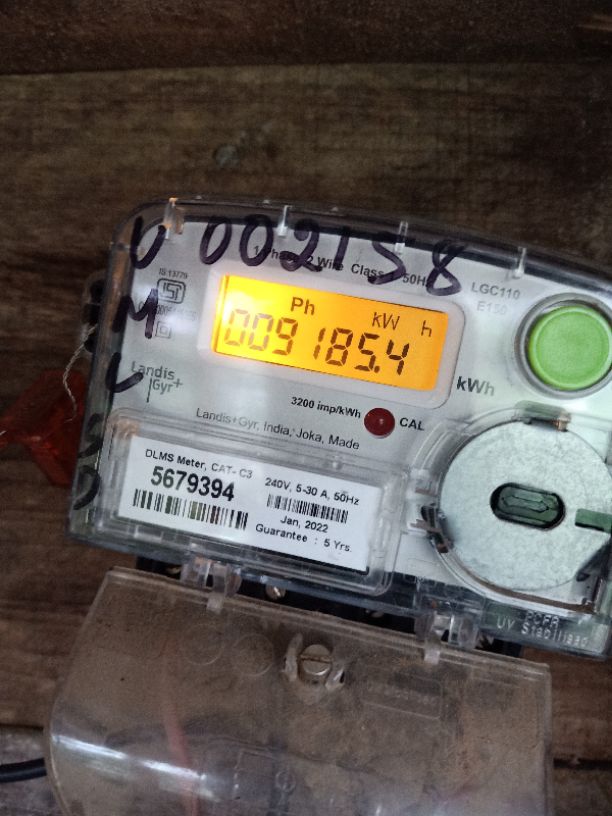 U 002158
M
L
1 Phase 2 Wire Class 50Hz
LGC110
E150
IS 13779
Ph kW h
009185.4
kWh
Landis
Gyr+
3200 imp/kWh CAL
Landis+Gyr, India, Joka, Made
DLMS Meter, CAT- C3
5679394
240V, 5-30 A, 50Hz
Jan, 2022
Guarantee : 5 Yrs.
UV Stabilised